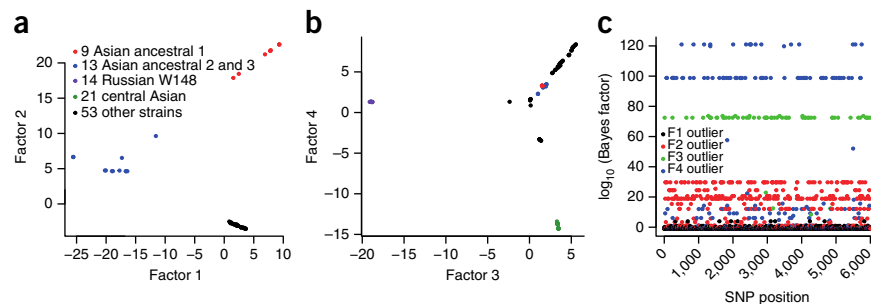 a
9 Asian ancestral 1
13 Asian ancestral 2 and 3
14 Russian W148
21 central Asian
53 other strains
Factor 2
20
15
10
5
0
−25 −20 −15 −10 −5 0 5 10
Factor 1
b
Factor 4
5
0
−5
−10
−15
−20 −15 −10 −5 0 5
Factor 3
c
log10 (Bayes factor)
120
100
80
60
40
20
0
F1 outlier
F2 outlier
F3 outlier
F4 outlier
0 1,000 2,000 3,000 4,000 5,000 6,000
SNP position